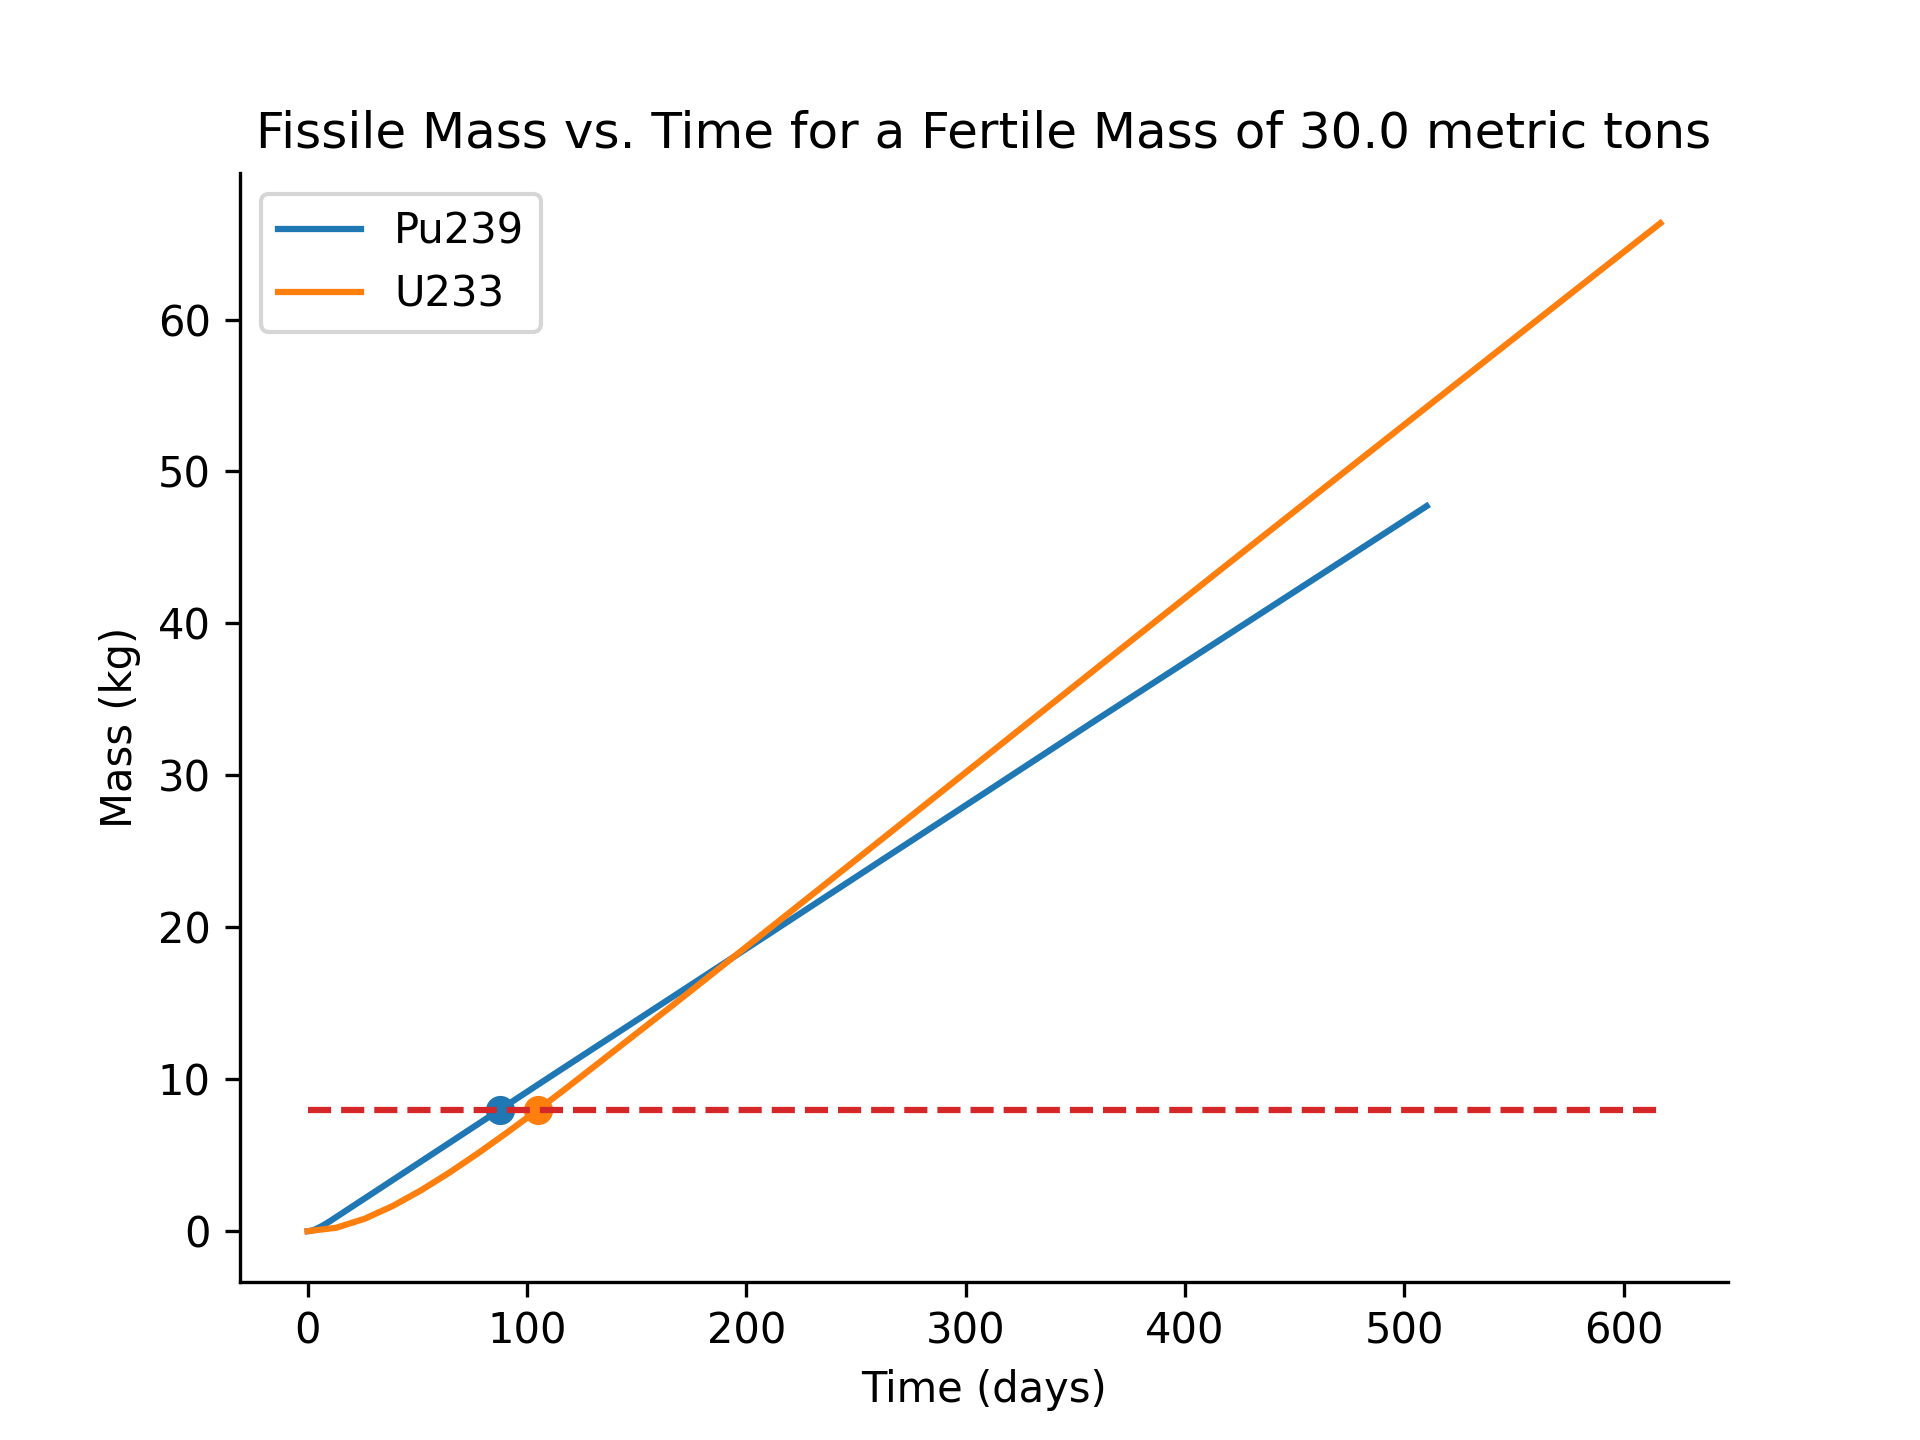 Fissile Mass vs. Time for a Fertile Mass of 30.0 metric tons
Pu239
U233
60
50
40
30
20
10
0
Mass (kg)
0 100 200 300 400 500 600
Time (days)